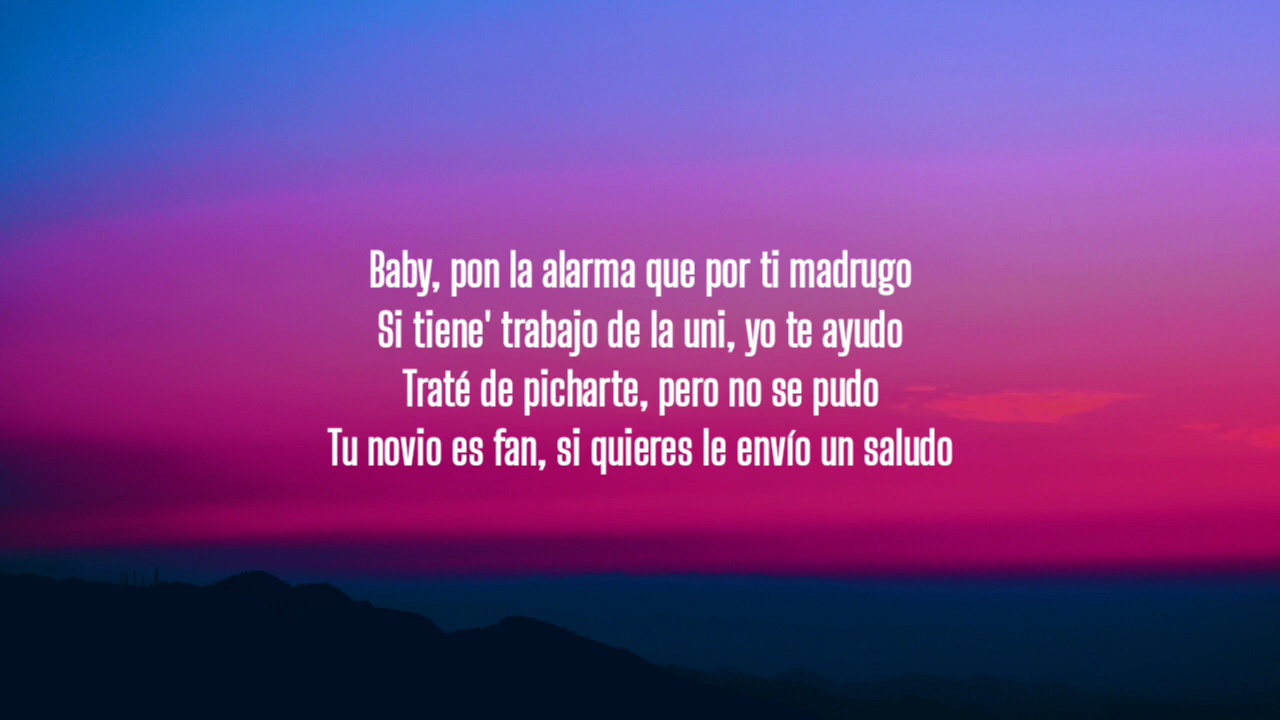 Baby, pon la alarma que por ti madrugo
Si tiene' trabajo de la uni, yo te ayudo
Traté de picharte, pero no se pudo
Tu novio es fan, si quieres le envío un saludo